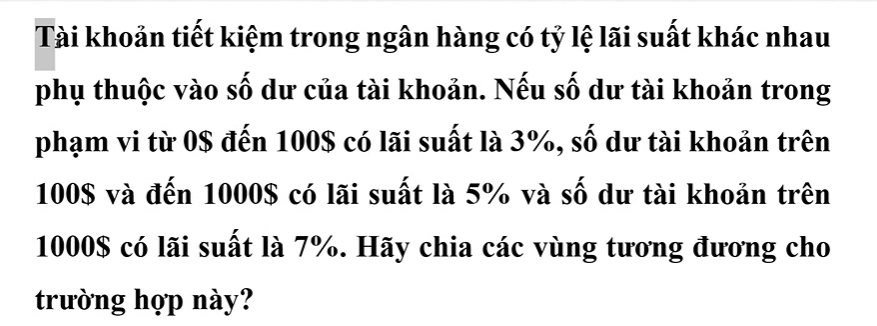 Tài khoản tiết kiệm trong ngân hàng có tỷ lệ lãi suất khác nhau
phụ thuộc vào số dư của tài khoản. Nếu số dư tài khoản trong
phạm vi từ 0$ đến 100$ có lãi suất là 3%, số dư tài khoản trên
100$ và đến 1000$ có lãi suất là 5% và số dư tài khoản trên
1000$ có lãi suất là 7%. Hãy chia các vùng tương đương cho
trường hợp này?